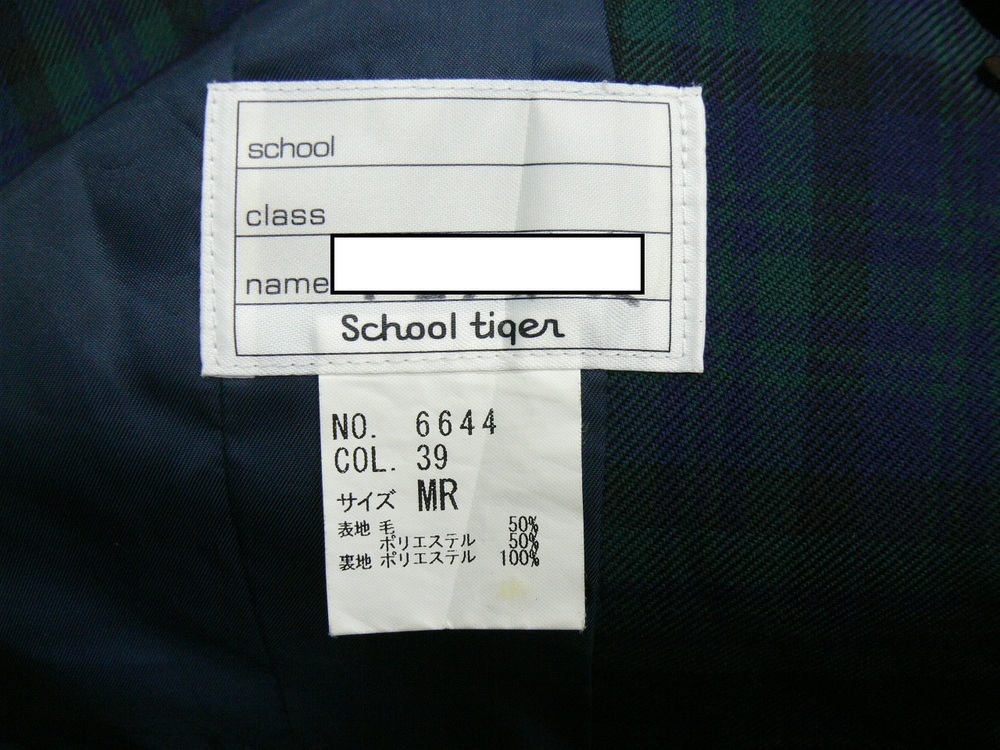 school
class
name
School tiger
NO. 6644
COL. 39
サイズ MR
表地 毛 50%
ポリエステル 50%
裏地 ポリエステル 100%